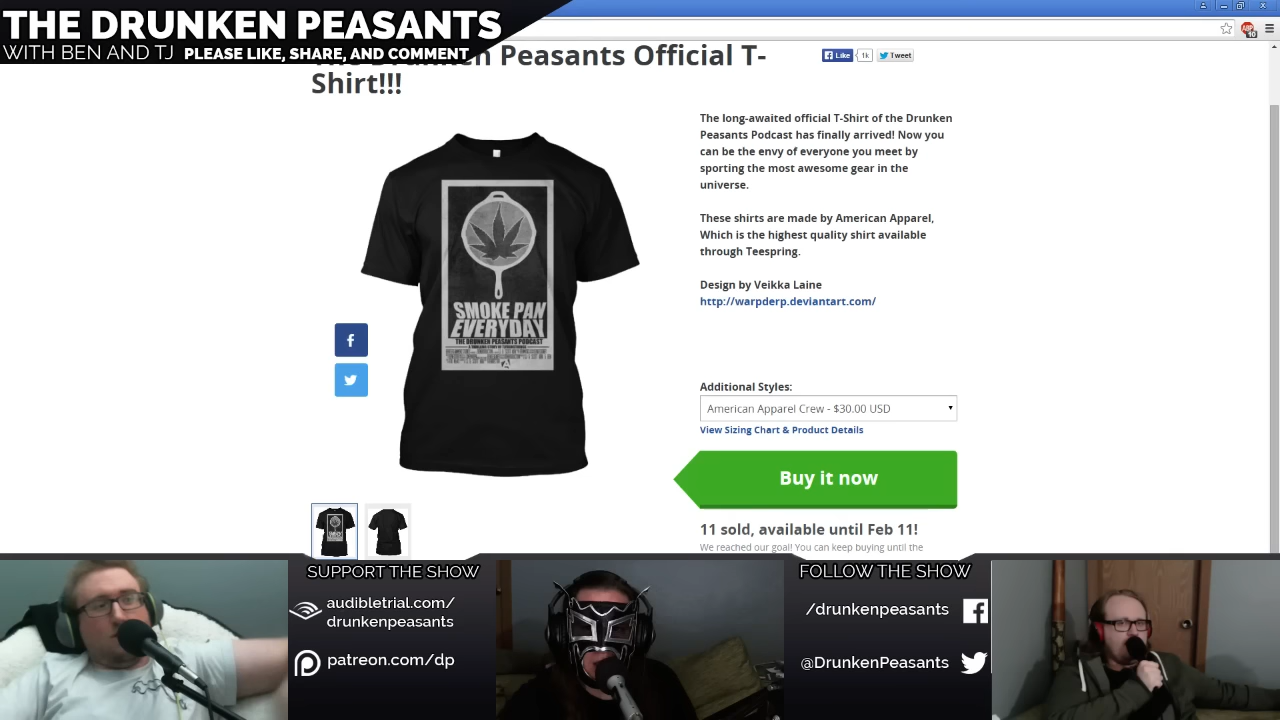 THE DRUNKEN PEASANTS
WITH BEN AND TJ PLEASE LIKE, SHARE, AND COMMENT
Peasants Official T-
Shirt!!!
Like 1k Tweet
The long-awaited official T-Shirt of the Drunken
Peasants Podcast has finally arrived! Now you
can be the envy of everyone you meet by
sporting the most awesome gear in the
universe.
These shirts are made by American Apparel,
Which is the highest quality shirt available
through Teespring.
Design by Veikka Laine
http://warpderp.deviantart.com/
SMOKE PAN
EVERYDAY
THE DRUNKEN PEASANTS PODCAST
Additional Styles:
American Apparel Crew - $30.00 USD
View Sizing Chart & Product Details
Buy it now
11 sold, available until Feb 11!
We reached our goal! You can keep buying until the
SUPPORT THE SHOW
audibletrial.com/
drunkenpeasants
patreon.com/dp
FOLLOW THE SHOW
/drunkenpeasants
@DrunkenPeasants